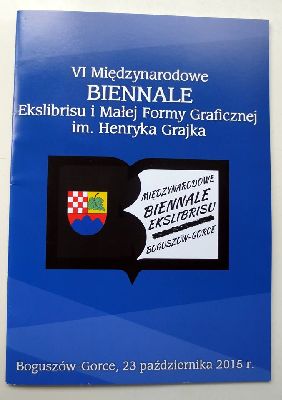 VI Międzynarodowe
BIENNALE
Ekslibrisu i Małej Formy Graficznej
im. Henryka Grajka
MIĘDZYNARODOWE
BIENNALE
EKSLIBRISU
BOGUSZÓW-GORCE
Boguszów-Gorce, 23 października 2015 r.